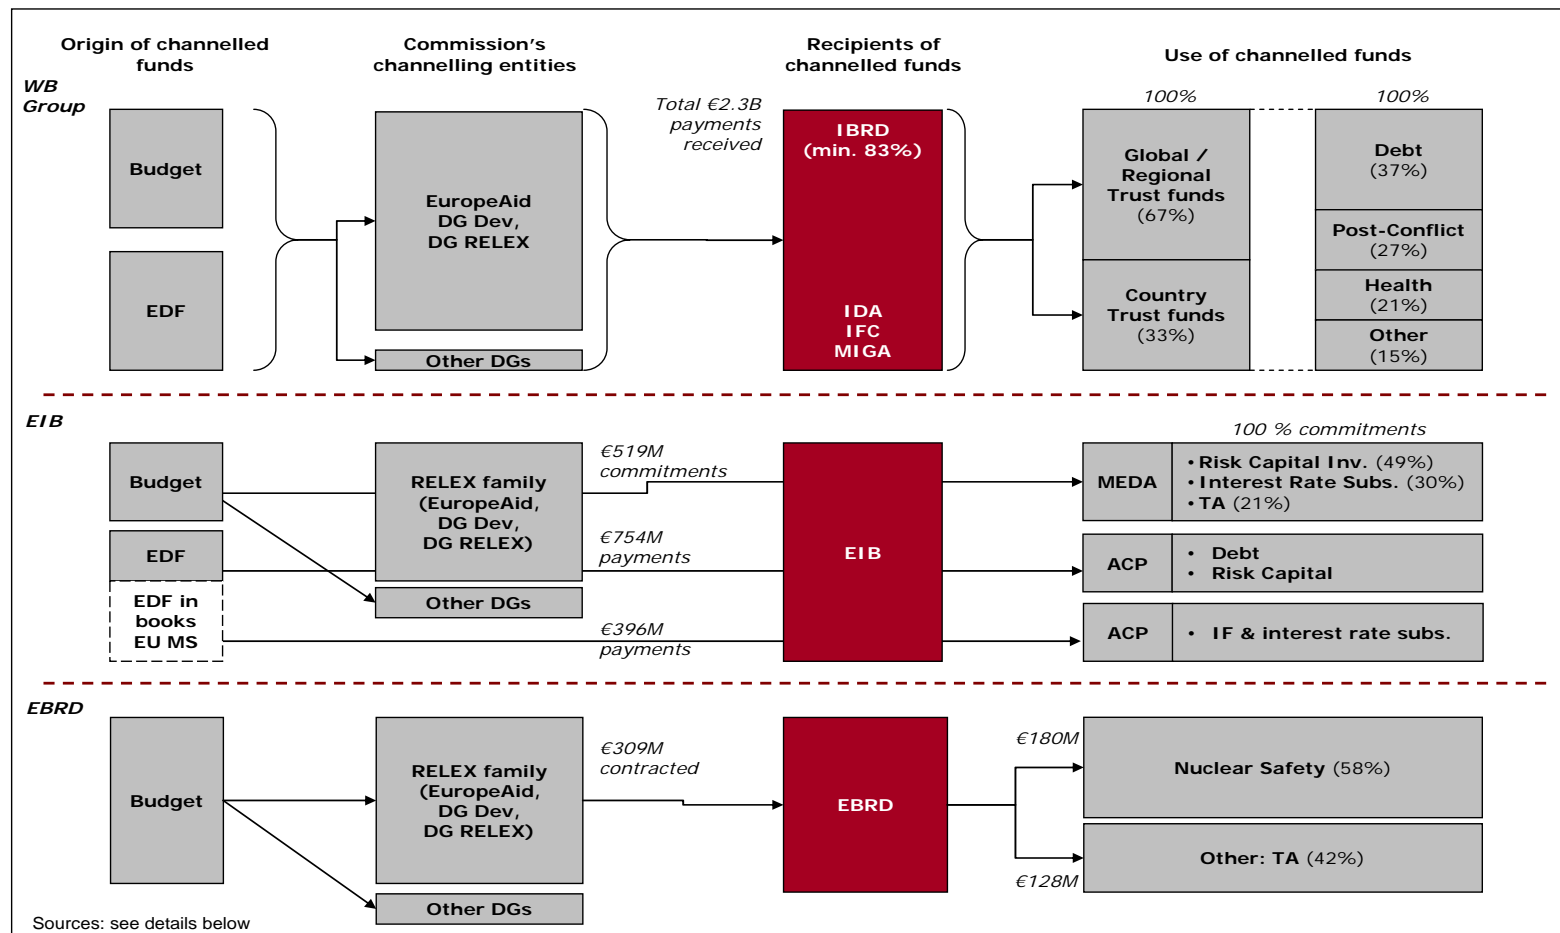 Origin of channelled
funds
Commission's
channelling entities
Recipients of
channelled funds
Use of channelled funds
WB
Group
Budget
EDF
EuropeAid
DG Dev,
DG RELEX
Other DGs
Total €2.3B
payments
received
IBRD
(min. 83%)
IDA
IFC
MIGA
100%
Global /
Regional
Trust funds
(67%)
Country
Trust funds
(33%)
100%
Debt
(37%)
Post-Conflict
(27%)
Health
(21%)
Other
(15%)
EIB
Budget
EDF
EDF in
books
EU MS
RELEX family
(EuropeAid,
DG Dev,
DG RELEX)
Other DGs
€519M
commitments
€754M
payments
€396M
payments
EIB
100 % commitments
MEDA
• Risk Capital Inv. (49%)
• Interest Rate Subs. (30%)
• TA (21%)
ACP
• Debt
• Risk Capital
ACP
• IF & interest rate subs.
EBRD
Budget
RELEX family
(EuropeAid,
DG Dev,
DG RELEX)
Other DGs
€309M
contracted
EBRD
€180M
Nuclear Safety (58%)
Other: TA (42%)
€128M
Sources: see details below